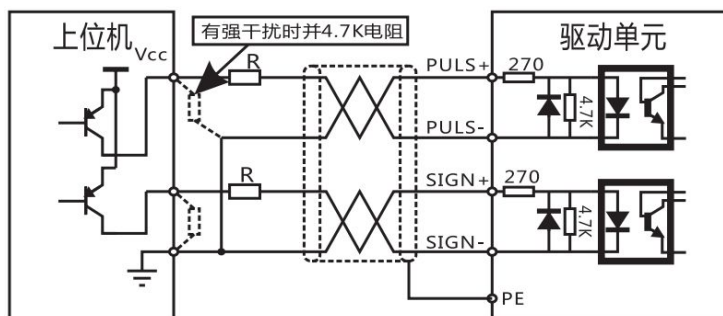 上位机
Vcc
有强干扰时并4.7K电阻
驱动单元
R
PULS+
270
4.7K
PULS-
R
SIGN+
270
4.7K
SIGN-
PE